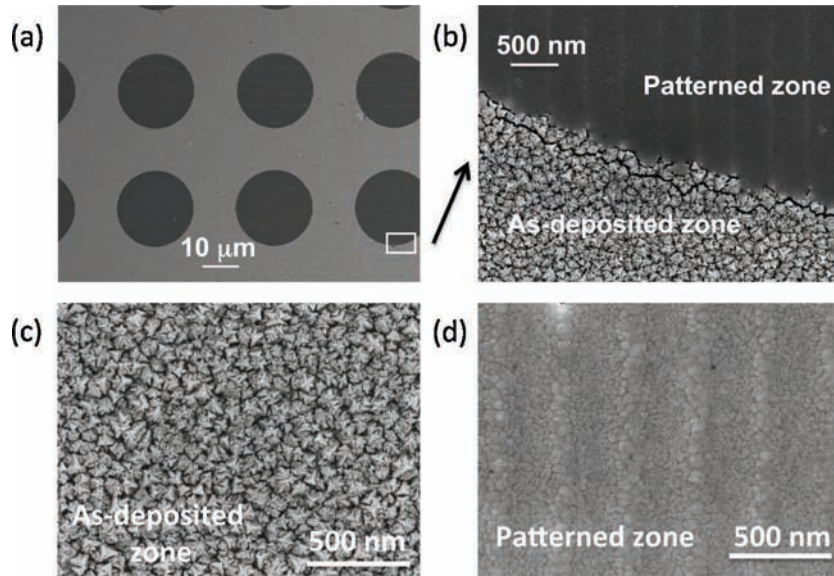 (a)
10 μm
(b)
500 nm
Patterned zone
As-deposited zone
(c)
As-deposited
zone
500 nm
(d)
Patterned zone
500 nm